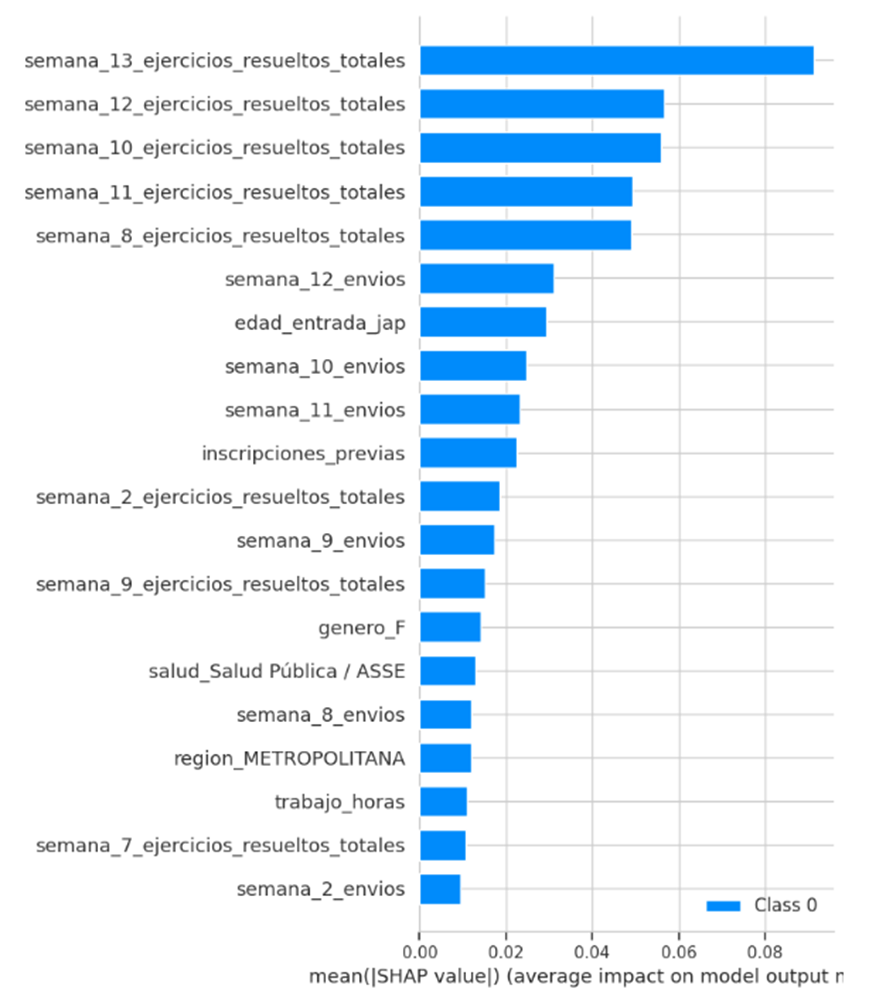 semana_13_ejercicios_resueltos_totales
semana_12_ejercicios_resueltos_totales
semana_10_ejercicios_resueltos_totales
semana_11_ejercicios_resueltos_totales
semana_8_ejercicios_resueltos_totales
semana_12_envios
edad_entrada_jap
semana_10_envios
semana_11_envios
inscripciones_previas
semana_2_ejercicios_resueltos_totales
semana_9_envios
semana_9_ejercicios_resueltos_totales
genero_F
salud_Salud Pública / ASSE
semana_8_envios
region_METROPOLITANA
trabajo_horas
semana_7_ejercicios_resueltos_totales
semana_2_envios
Class 0
0.00 0.02 0.04 0.06 0.08
mean(|SHAP value|) (average impact on model output